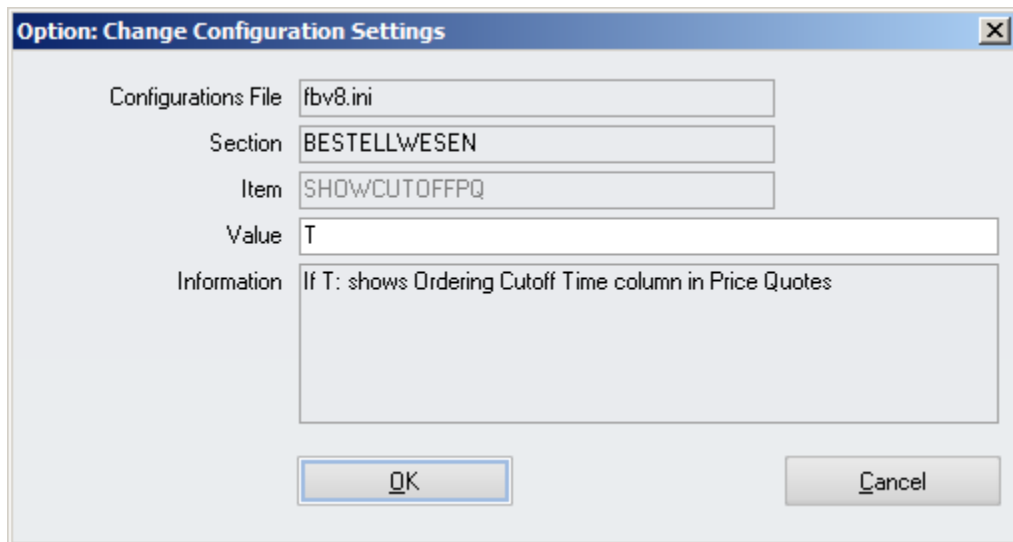 Option: Change Configuration Settings
Configurations File fbv8.ini
Section BESTELLWESEN
Item SHOWCUTOFFPQ
Value T
Information If T: shows Ordering Cutoff Time column in Price Quotes
OK Cancel